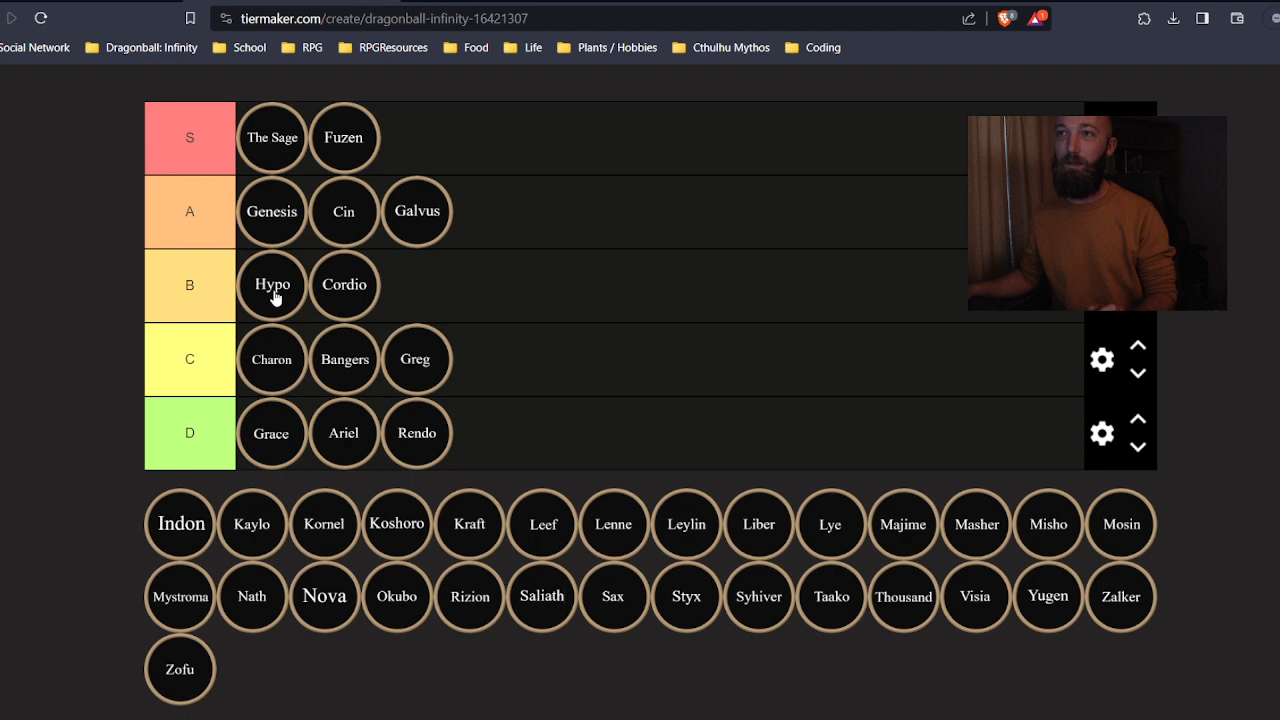 tiermaker.com/create/dragonball-infinity-16421307
8
1
Social Network Dragonball: Infinity School RPG RPGResources Food Life Plants / Hobbies Cthulhu Mythos Coding
S The Sage Fuzen
A Genesis Cin Galvus
B Hypo Cordio
C Charon Bangers Greg
D Grace Ariel Rendo
Indon Kaylo Kornel Koshoro Kraft Leef Lenne Leylin Liber Lye Majime Masher Misho Mosin
Mystroma Nath Nova Okubo Rizion Saliath Sax Styx Syhiver Taako Thousand Visia Yugen Zalker
Zofu